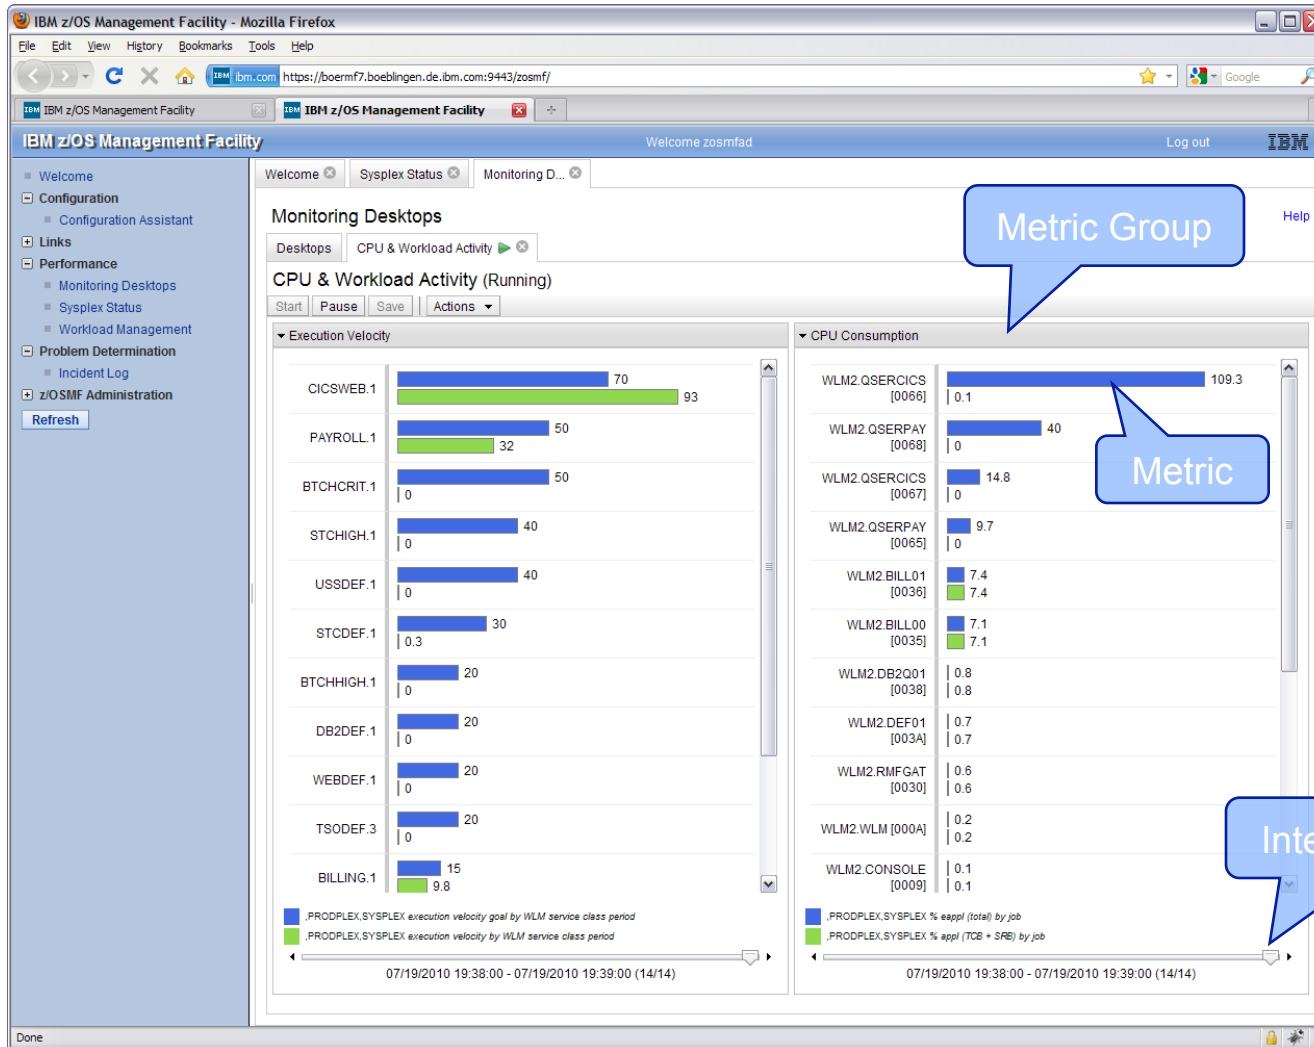 IBM z/OS Management Facility - Mozilla Firefox
File Edit View History Bookmarks Tools Help
IBM ibm.com https://boermf7.boeblingen.de.ibm.com:9443/zosmf/
Google
IBM IBM z/OS Management Facility
IBM IBM z/OS Management Facility
IBM z/OS Management Facility
Welcome zosmfad
Log out
IBM
Welcome
Configuration
Configuration Assistant
Links
Performance
Monitoring Desktops
Sysplex Status
Workload Management
Problem Determination
Incident Log
z/OSMF Administration
Refresh
Welcome
Sysplex Status
Monitoring D...
Monitoring Desktops
Help
Desktops
CPU & Workload Activity
CPU & Workload Activity (Running)
Start Pause Save Actions
Metric Group
Execution Velocity
CICSWEB.1
70
93
PAYROLL.1
50
32
BTCHCRIT.1
50
0
STCHIGH.1
40
0
USSDEF.1
40
0
STCDEF.1
30
0.3
BTCHHIGH.1
20
0
DB2DEF.1
20
0
WEBDEF.1
20
0
TSODEF.3
20
0
BILLING.1
15
9.8
,PRODPLEX,SYSPLEX execution velocity goal by WLM service class period
,PRODPLEX,SYSPLEX execution velocity by WLM service class period
07/19/2010 19:38:00 - 07/19/2010 19:39:00 (14/14)
CPU Consumption
WLM2.QSERCICS
[0066]
109.3
0.1
WLM2.QSERPAY
[0068]
40
0
Metric
WLM2.QSERCICS
[0067]
14.8
0
WLM2.QSERPAY
[0065]
9.7
0
WLM2.BILL01
[0036]
7.4
7.4
WLM2.BILL00
[0035]
7.1
7.1
WLM2.DB2Q01
[0038]
0.8
0.8
WLM2.DEF01
[003A]
0.7
0.7
WLM2.RMFGAT
[0030]
0.6
0.6
WLM2.WLM [000A]
0.2
0.2
WLM2.CONSOLE
[0009]
0.1
0.1
,PRODPLEX,SYSPLEX % eappl (total) by job
,PRODPLEX,SYSPLEX % appl (TCB + SRB) by job
07/19/2010 19:38:00 - 07/19/2010 19:39:00 (14/14)
Done